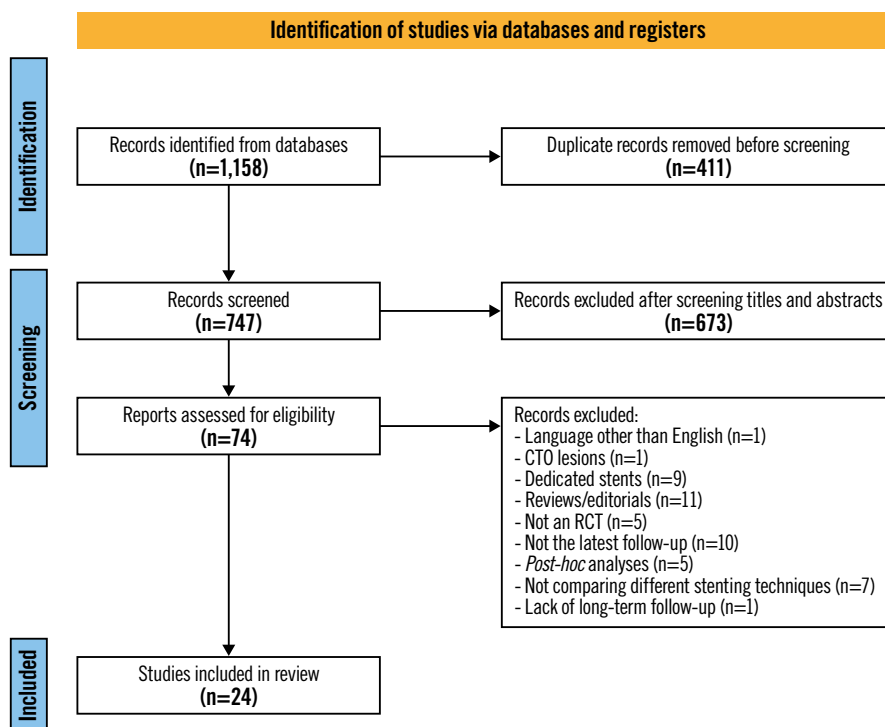 Identification of studies via databases and registers
Identification
Records identified from databases
(n=1,158)
Duplicate records removed before screening
(n=411)
Screening
Records screened
(n=747)
Records excluded after screening titles and abstracts
(n=673)
Reports assessed for eligibility
(n=74)
Records excluded:
- Language other than English (n=1)
- CTO lesions (n=1)
- Dedicated stents (n=9)
- Reviews/editorials (n=11)
- Not an RCT (n=5)
- Not the latest follow-up (n=10)
- Post-hoc analyses (n=5)
- Not comparing different stenting techniques (n=7)
- Lack of long-term follow-up (n=1)
Included
Studies included in review
(n=24)